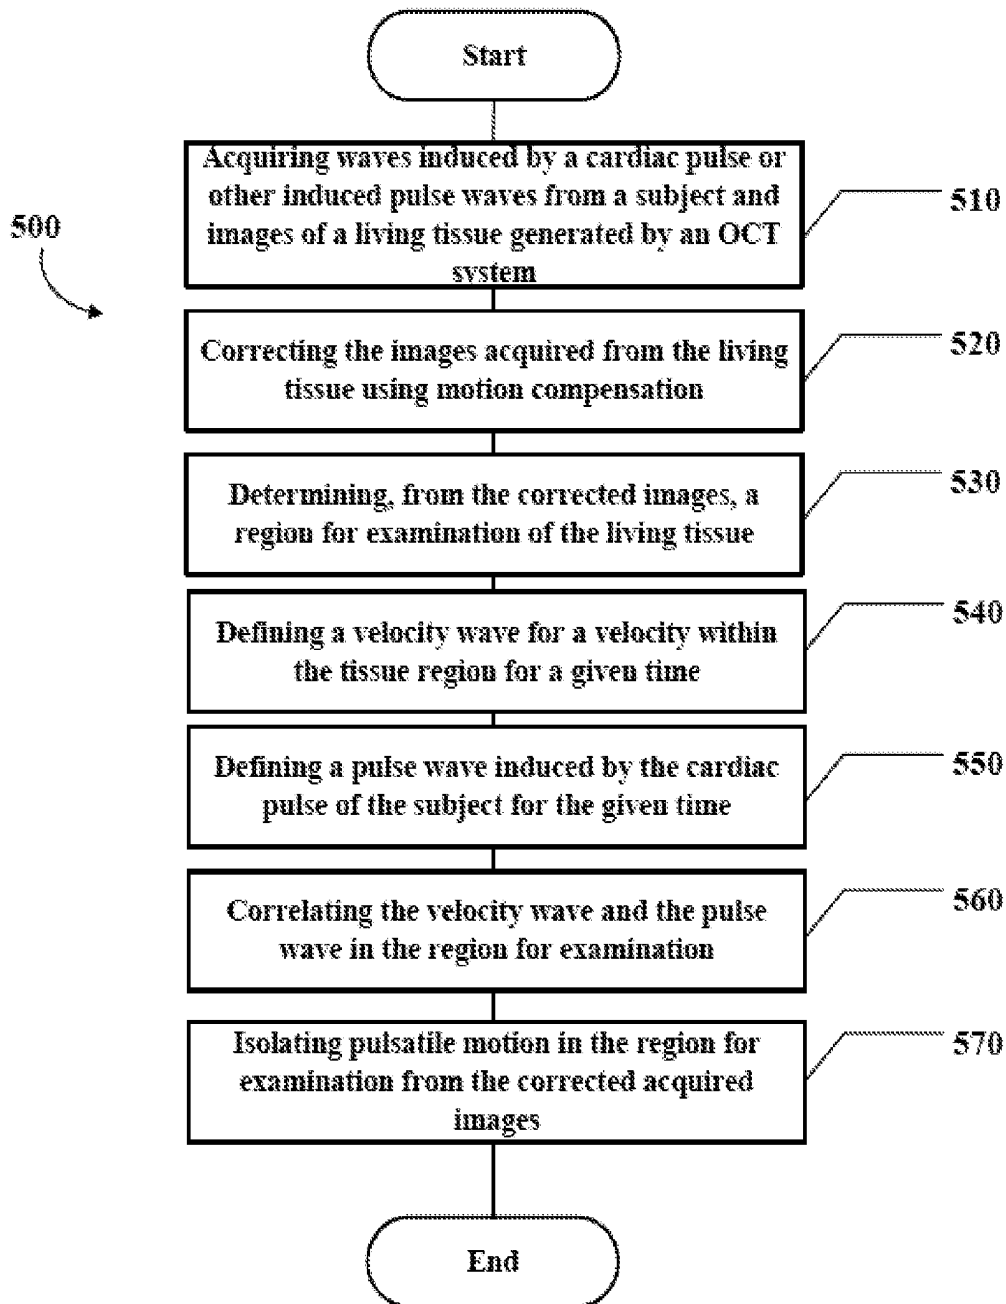 Start
Acquiring waves induced by a cardiac pulse or
other induced pulse waves from a subject and
images of a living tissue generated by an OCT
system
510
500
Correcting the images acquired from the living
tissue using motion compensation
520
Determining, from the corrected images, a
region for examination of the living tissue
530
Defining a velocity wave for a velocity within
the tissue region for a given time
540
Defining a pulse wave induced by the cardiac
pulse of the subject for the given time
550
Correlating the velocity wave and the pulse
wave in the region for examination
560
Isolating pulsatile motion in the region for
examination from the corrected acquired
images
570
End